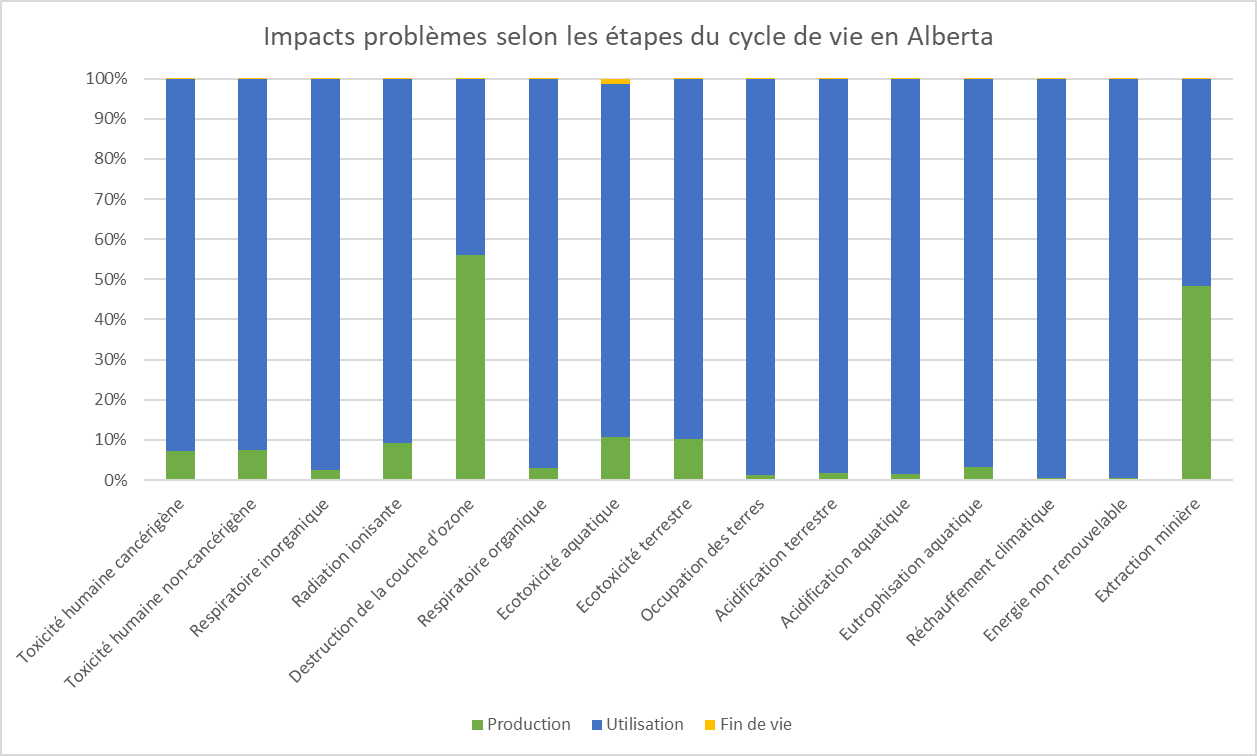 Impacts problèmes selon les étapes du cycle de vie en Alberta
100%
90%
80%
70%
60%
50%
40%
30%
20%
10%
0%
Toxicité humaine cancérigène
Toxicité humaine non-cancérigène
Respiratoire inorganique
Radiation ionisante
Destruction de la couche d'ozone
Respiratoire organique
Ecotoxicité aquatique
Ecotoxicité terrestre
Occupation des terres
Acidification terrestre
Acidification aquatique
Eutrophisation aquatique
Réchauffement climatique
Energie non renouvelable
Extraction minière
Production Utilisation Fin de vie